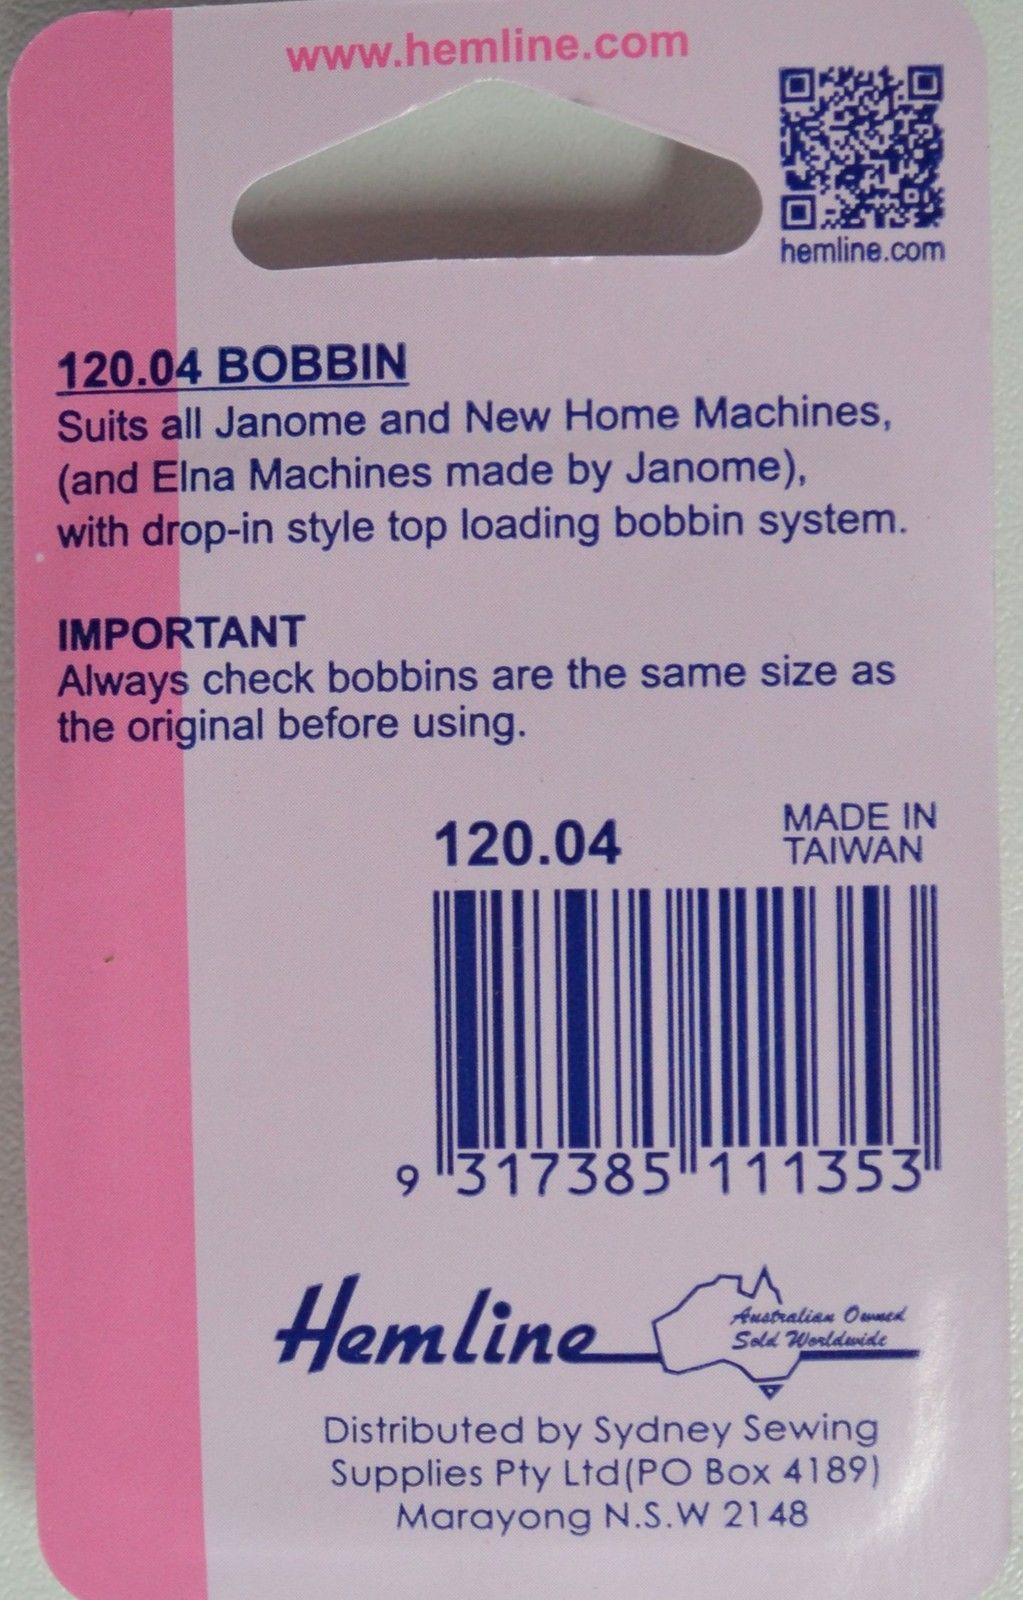 www.hemline.com
hemline.com
120.04 BOBBIN
Suits all Janome and New Home Machines,
(and Elna Machines made by Janome),
with drop-in style top loading bobbin system.
IMPORTANT
Always check bobbins are the same size as
the original before using.
120.04
MADE IN
TAIWAN
9 317385 111353
Hemline
Australian Owned
Sold Worldwide
Distributed by Sydney Sewing
Supplies Pty Ltd(PO Box 4189)
Marayong N.S.W 2148